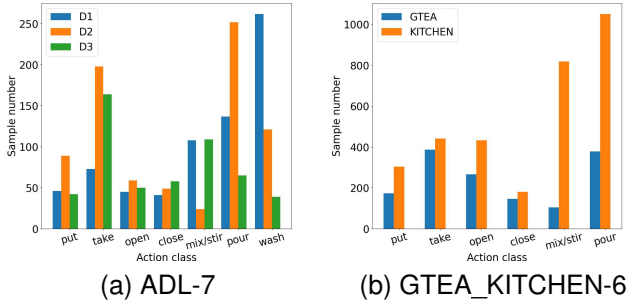 D1
D2
D3
Sample number
250
200
150
100
50
0
put take open close mix/stir pour wash
Action class
(a) ADL-7
GTEA
KITCHEN
Sample number
1000
800
600
400
200
0
put take open close mix/stir pour
Action class
(b) GTEA_KITCHEN-6